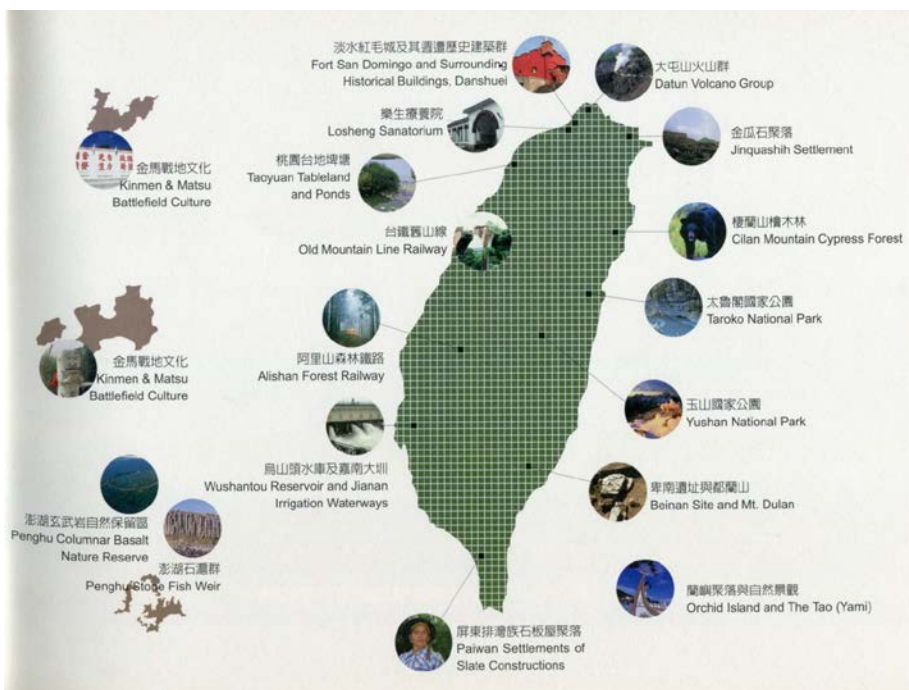 淡水紅毛城及其週遭歷史建築群
Fort San Domingo and Surrounding
Historical Buildings, Danshuei
大屯山火山群
Datun Volcano Group
樂生療養院
Losheng Sanatorium
金瓜石聚落
Jinquashih Settlement
桃園台地埤塘
Taoyuan Tableland
and Ponds
金馬戰地文化
Kinmen & Matsu
Battlefield Culture
台鐵舊山線
Old Mountain Line Railway
棲蘭山檜木林
Cilan Mountain Cypress Forest
太魯閣國家公園
Taroko National Park
阿里山森林鐵路
Alishan Forest Railway
金馬戰地文化
Kinmen & Matsu
Battlefield Culture
玉山國家公園
Yushan National Park
烏山頭水庫及嘉南大圳
Wushantou Reservoir and Jianan
Irrigation Waterways
卑南遺址與都蘭山
Beinan Site and Mt. Dulan
澎湖玄武岩自然保留區
Penghu Columnar Basalt
Nature Reserve
澎湖石滬群
Penghu Stone Fish Weir
蘭嶼聚落與自然景觀
Orchid Island and The Tao (Yami)
屏東排灣族石板屋聚落
Paiwan Settlements of
Slate Constructions